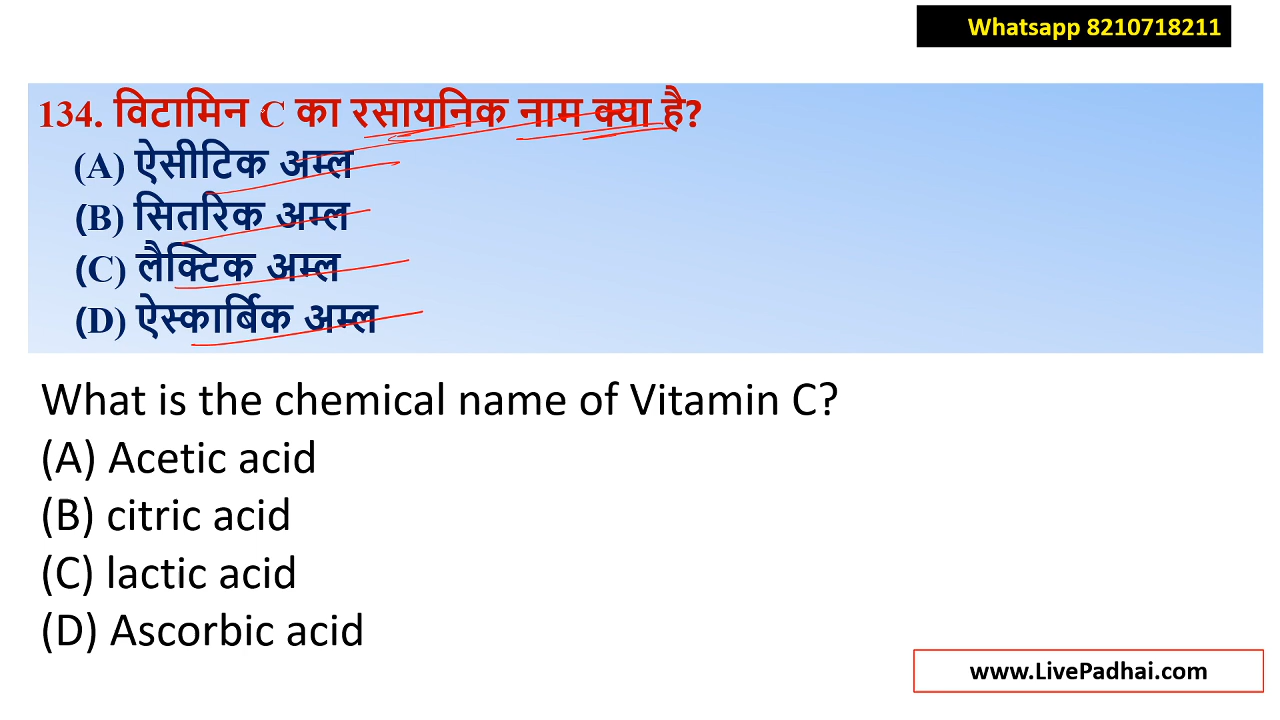 Whatsapp 8210718211
134. विटामिन C का रसायनिक नाम क्या है?
(A) ऐसीटिक अम्ल
(B) सितरिक अम्ल
(C) लैक्टिक अम्ल
(D) ऐस्कार्बिक अम्ल
What is the chemical name of Vitamin C?
(A) Acetic acid
(B) citric acid
(C) lactic acid
(D) Ascorbic acid
www.LivePadhai.com